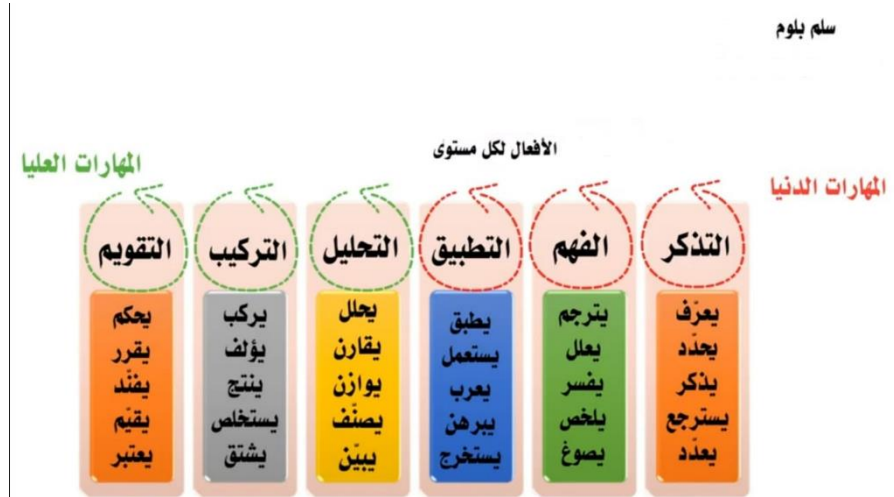 سلم بلوم
الأفعال لكل مستوى
المهارات الدنيا
المهارات العليا
التذكر
يعرّف
يحدّد
يذكر
يسترجع
يعدّد
الفهم
يترجم
يعلل
يفسر
يلخص
يصوغ
التطبيق
يطبق
يستعمل
يعرب
يبرهن
يستخرج
التحليل
يحلل
يقارن
يوازن
يصنّف
يبيّن
التركيب
يركب
يؤلف
ينتج
يستخلص
يشتق
التقويم
يحكم
يقرر
يفنّد
يقيّم
يعتبر